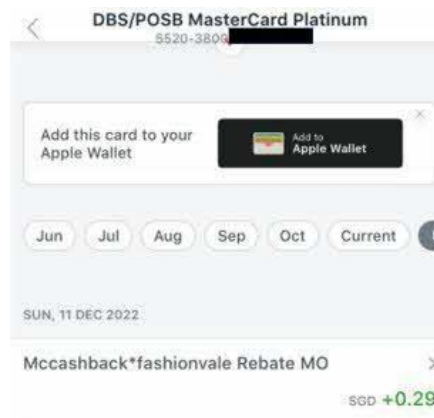 DBS/POSB MasterCard Platinum
5520-3800
Add this card to your
Apple Wallet
Add to
Apple Wallet
Jun Jul Aug Sep Oct Current
SUN, 11 DEC 2022
Mccashback*fashionvale Rebate MO
SGD +0.29